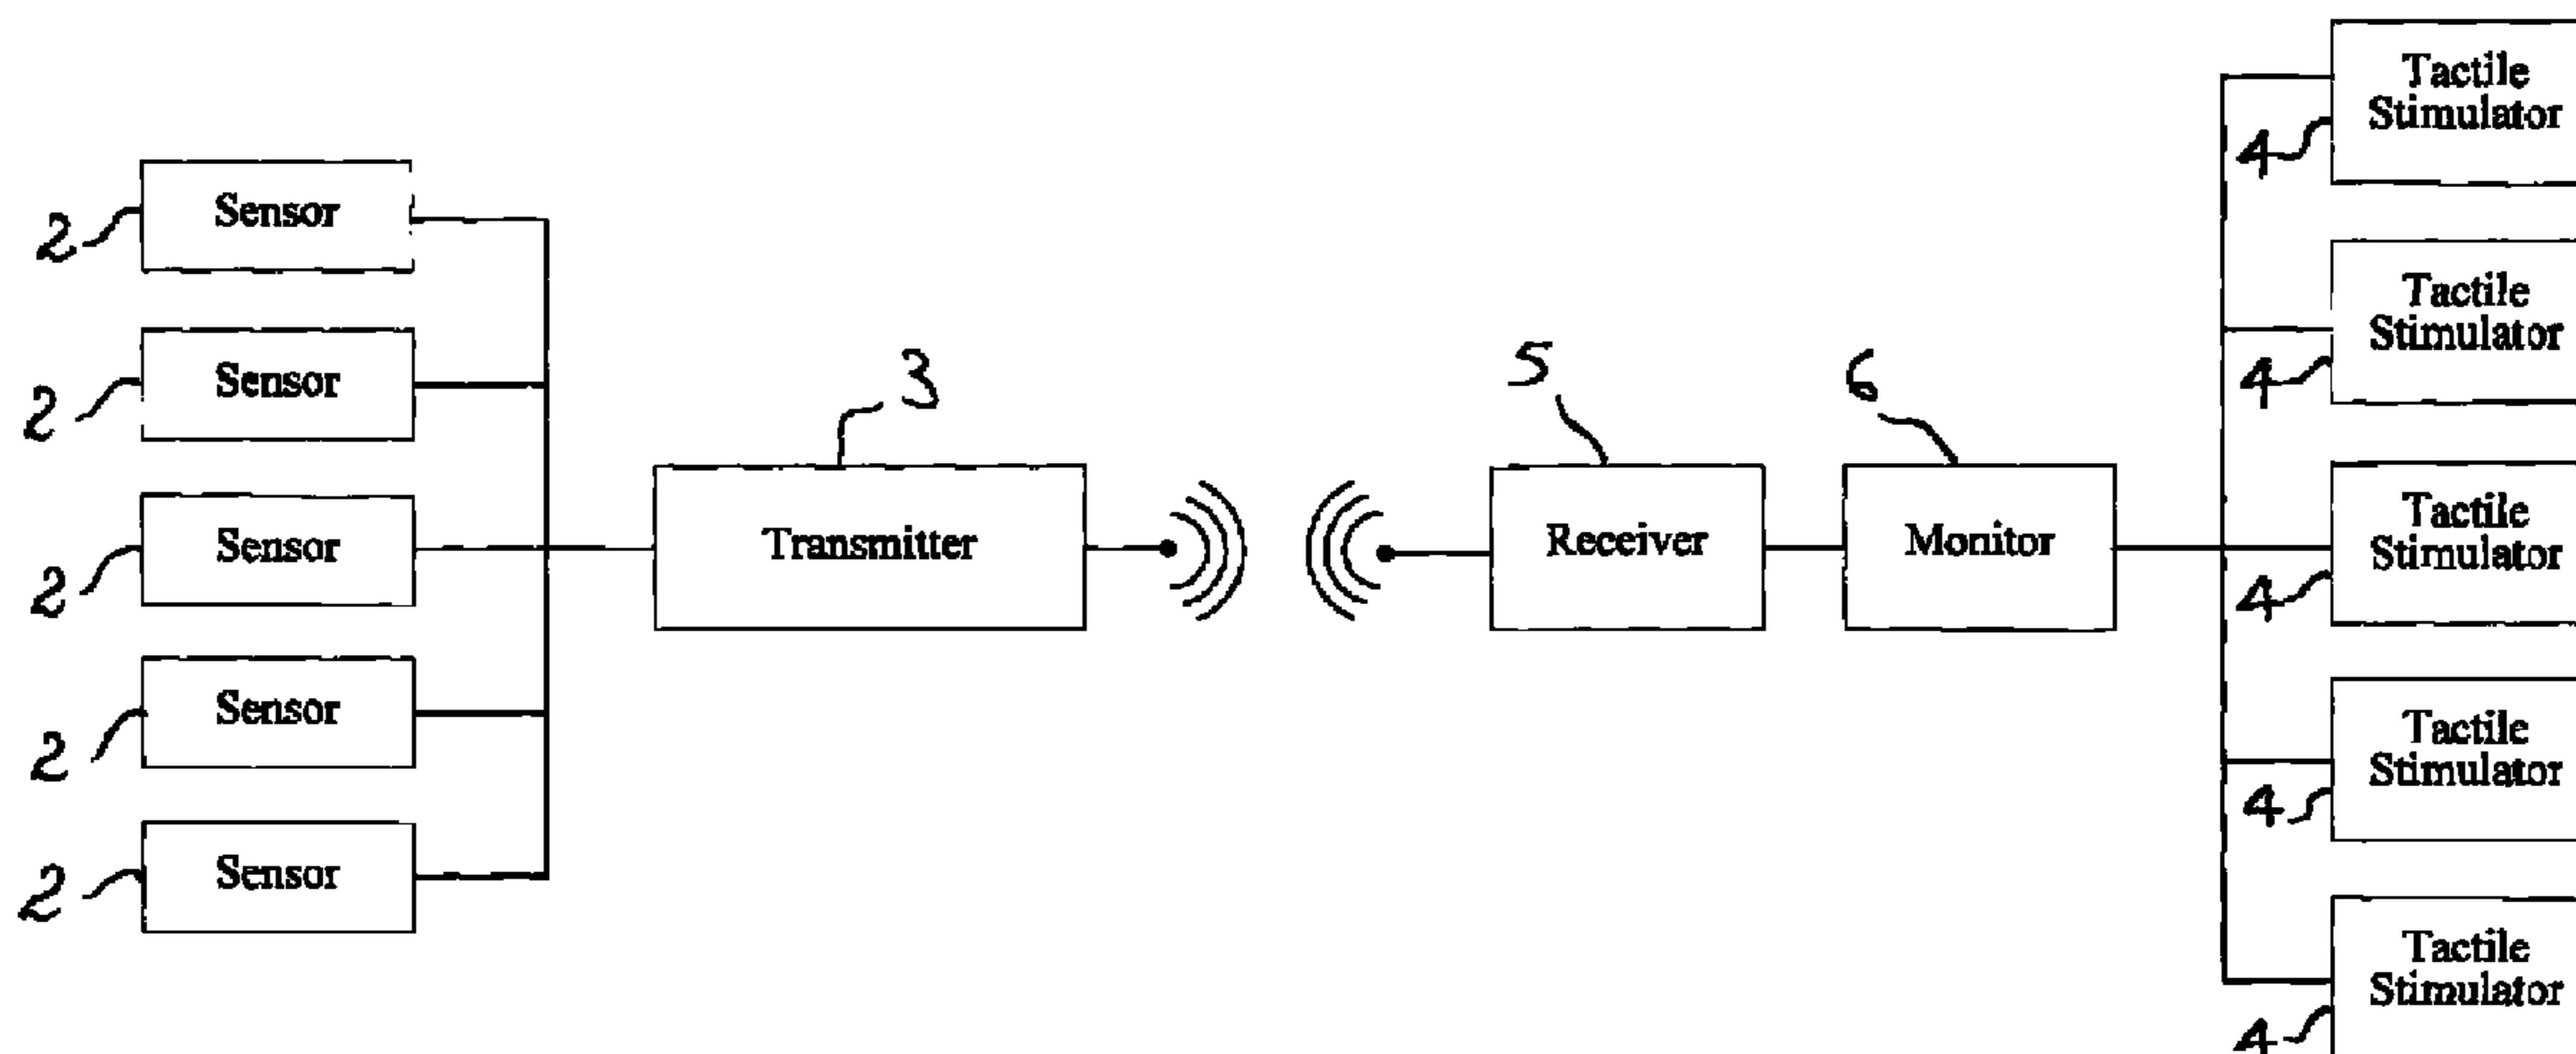 2
Sensor
2
Sensor
2
Sensor
2
Sensor
2
Sensor
3
Transmitter
5
Receiver
6
Monitor
Tactile
Stimulator
4
Tactile
Stimulator
4
Tactile
Stimulator
4
Tactile
Stimulator
4
Tactile
Stimulator
4